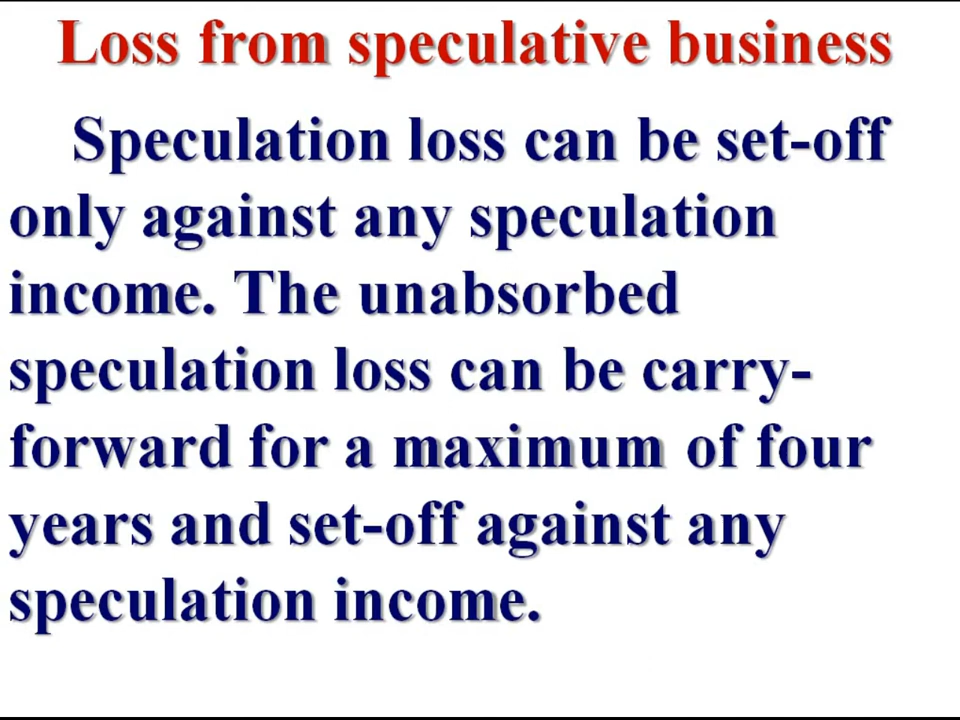 Loss from speculative business
Speculation loss can be set-off
only against any speculation
income. The unabsorbed
speculation loss can be carry-
forward for a maximum of four
years and set-off against any
speculation income.